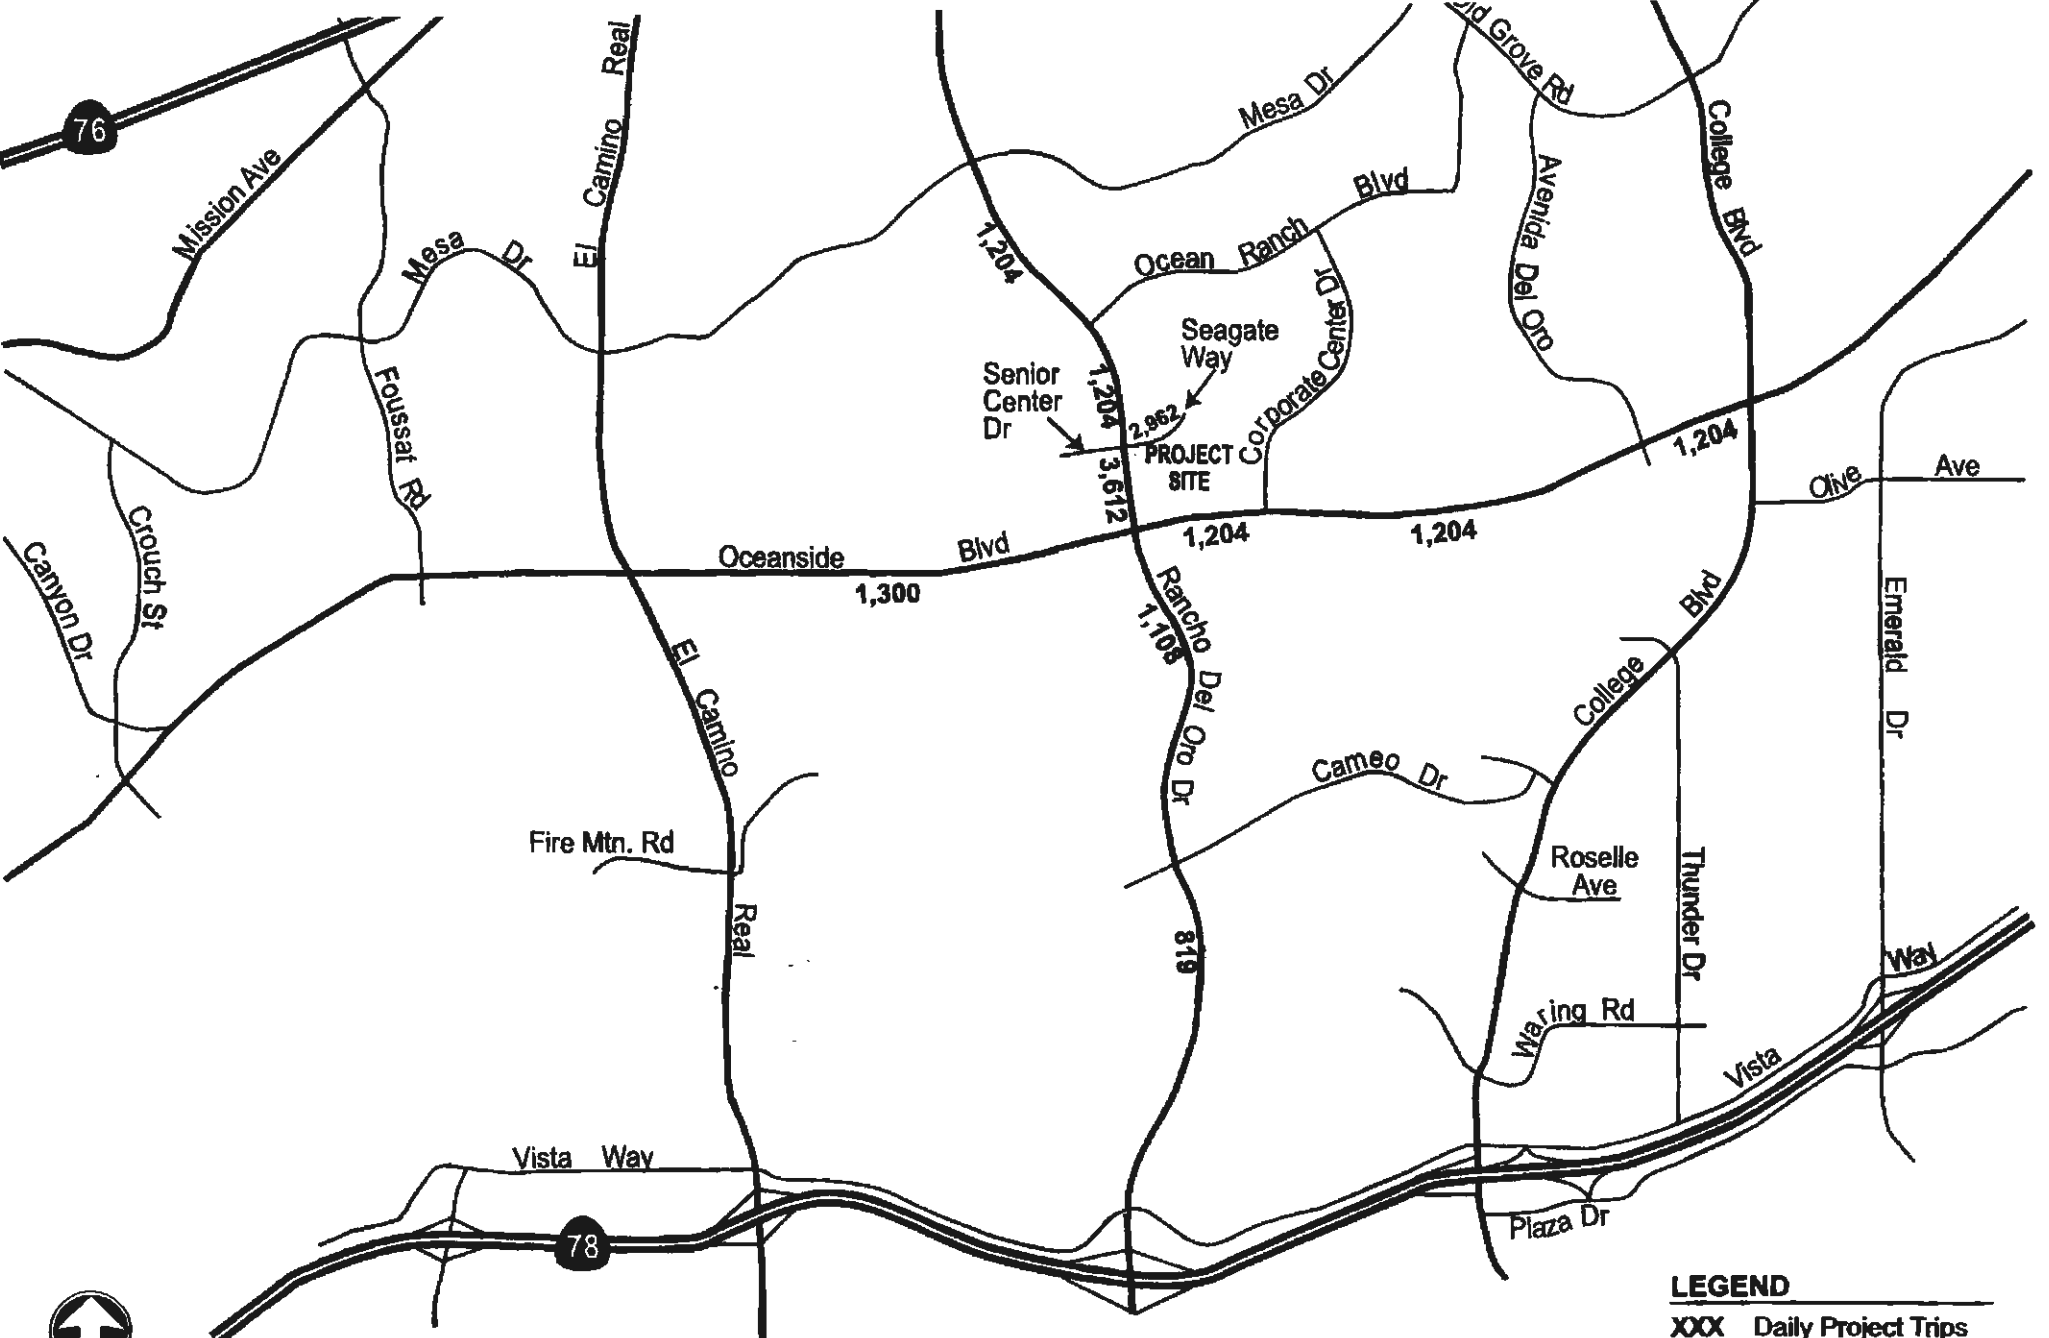 Old Grove Rd
El Camino Real
College Blvd
Mesa Dr
76
Mission Ave
Avenida Del Oro
Ocean Ranch Blvd
Mesa Dr
1,204
Corporate Center Dr
Seagate
Way
Senior
Center
Dr
1,204
2,962
PROJECT
SITE
3,612
Foussat Rd
1,204
Olive Ave
Crouch St
Canyon Dr
Oceanside Blvd
1,204
1,204
1,300
Rancho Del Oro Dr
1,108
College Blvd
Emerald Dr
El Camino Real
Cameo Dr
Fire Mtn. Rd
Roselle
Ave
Thunder Dr
819
Waring Rd
Vista Way
Vista Way
78
Plaza Dr
LEGEND
XXX Daily Project Trips